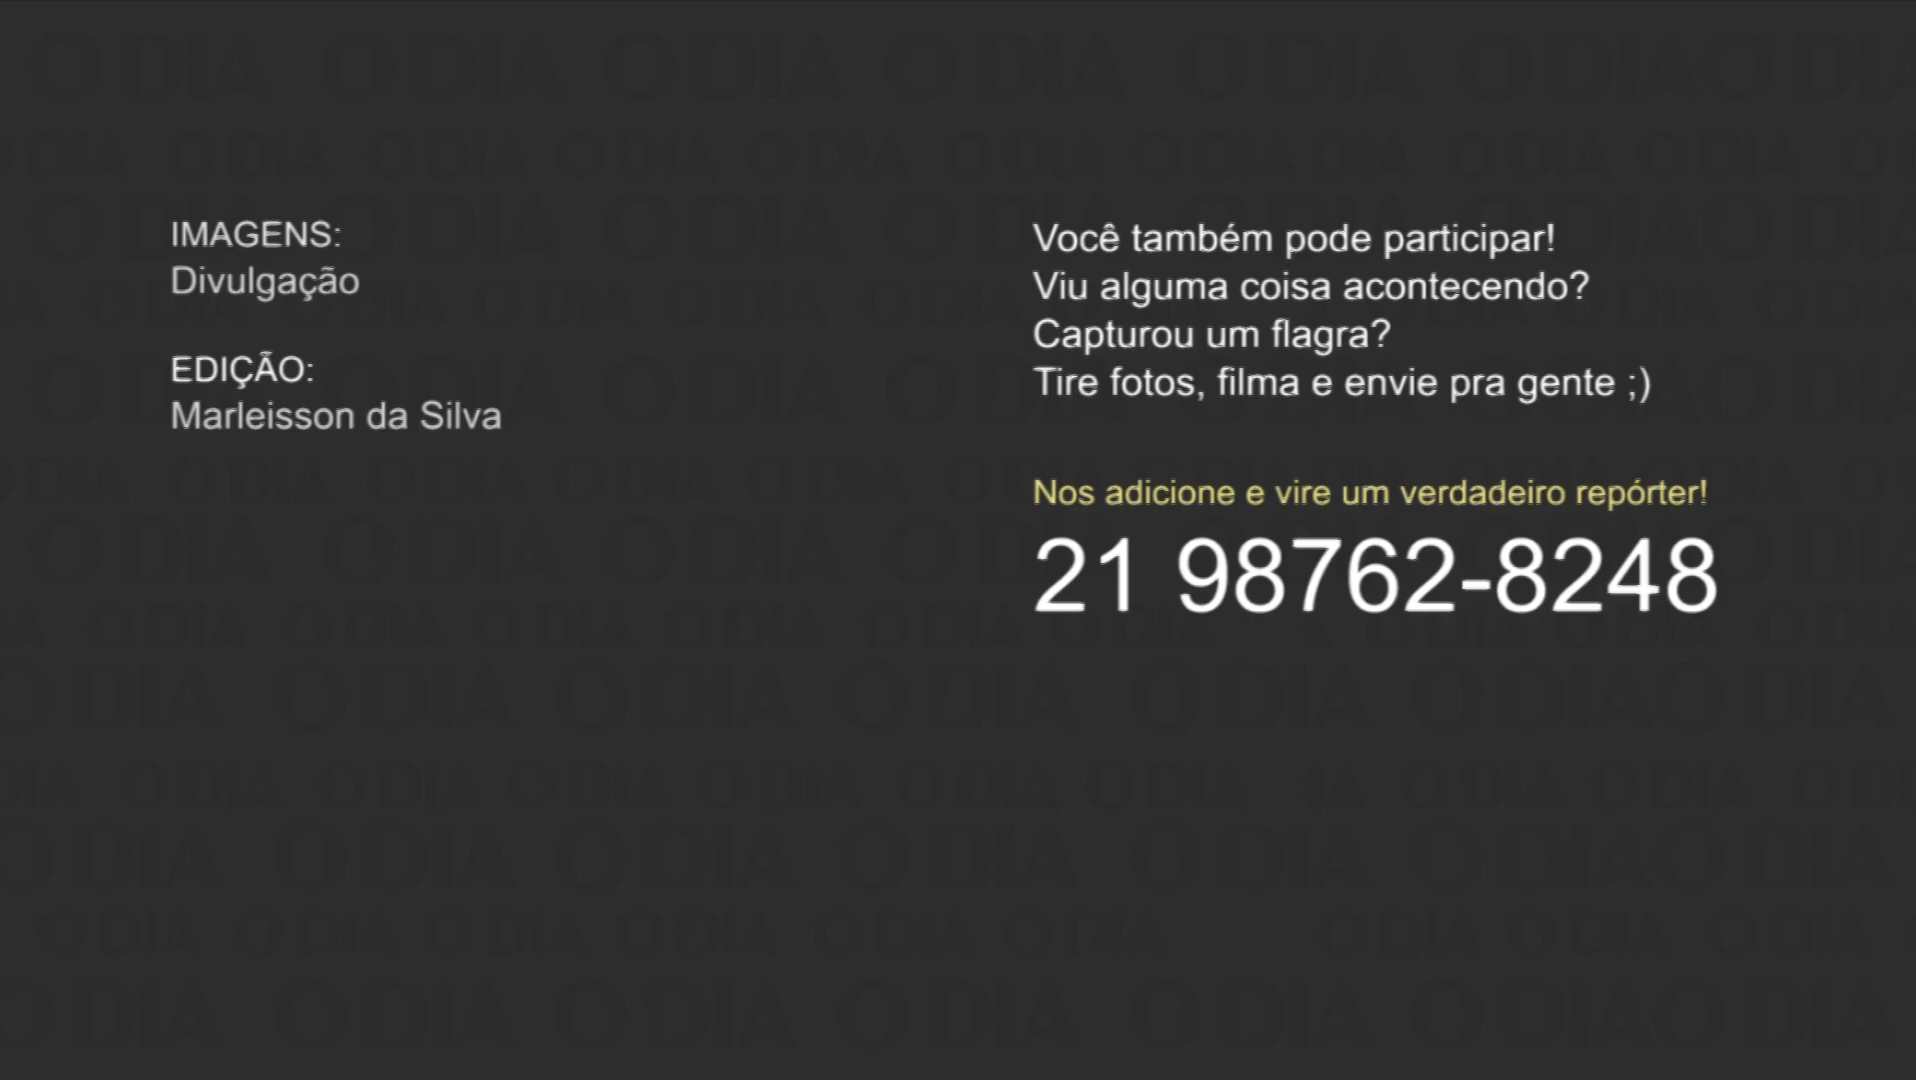 IMAGENS:
Divulgação
EDIÇÃO:
Marleisson da Silva
Você também pode participar!
Viu alguma coisa acontecendo?
Capturou um flagra?
Tire fotos, filma e envie pra gente ;)
Nos adicione e vire um verdadeiro repórter!
21 98762-8248